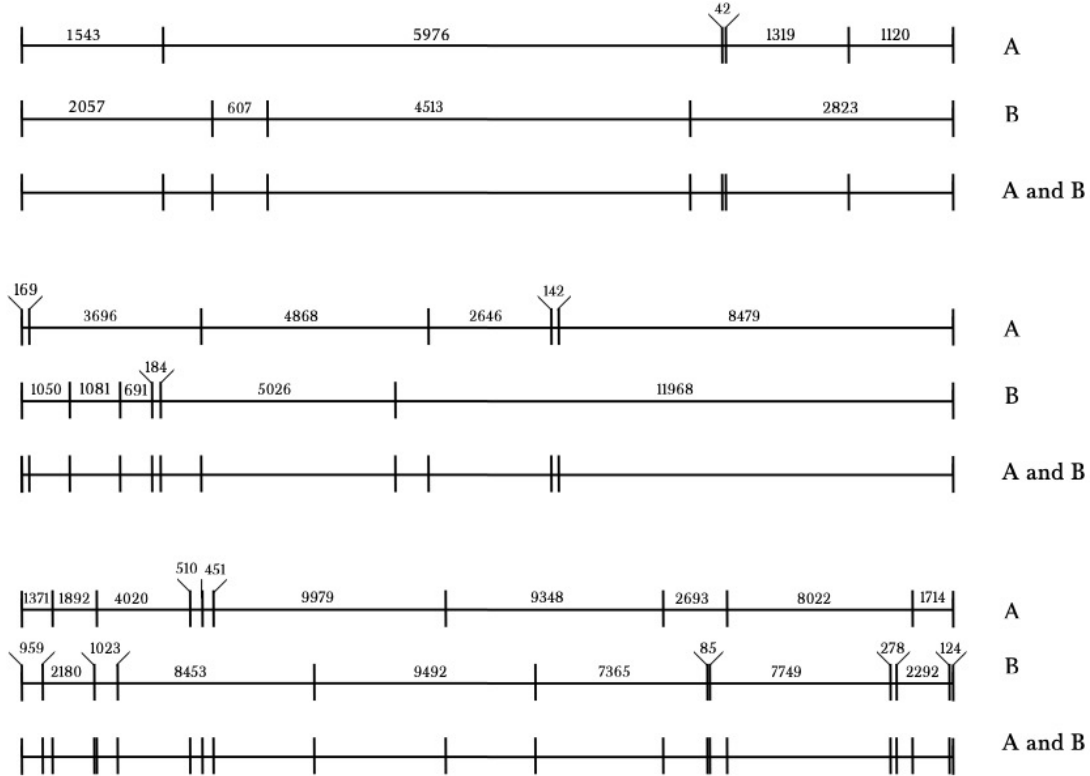 42
1543 5976 1319 1120 A
2057 607 4513 2823 B
A and B
169 142
3696 4868 2646 8479 A
184
1050 1081 691 5026 11968 B
A and B
510 451
1371 1892 4020 9979 9348 2693 8022 1714 A
959 1023 85 278 124
2180 8453 9492 7365 7749 2292 B
A and B